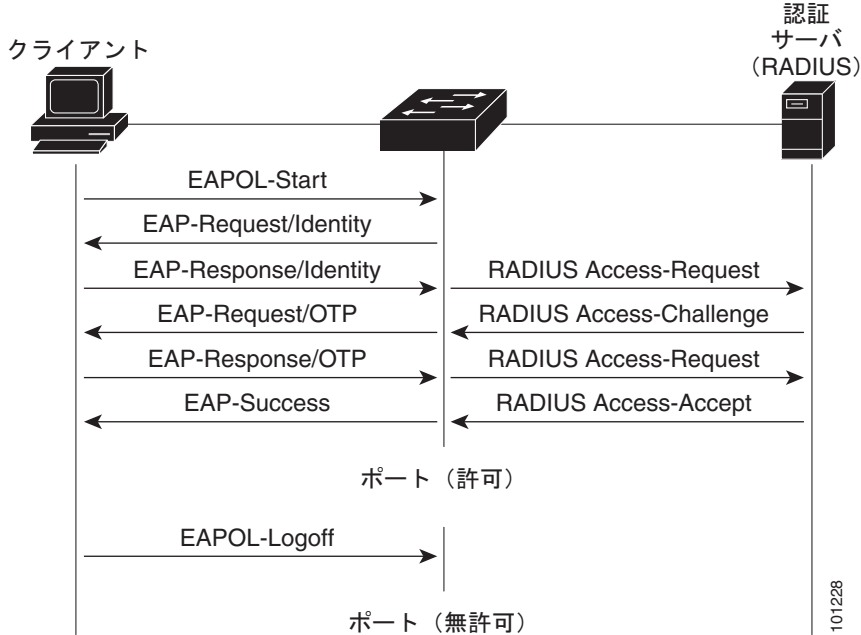 クライアント
認証
サーバ
（RADIUS）
EAPOL-Start
EAP-Request/Identity
EAP-Response/Identity
RADIUS Access-Request
EAP-Request/OTP
RADIUS Access-Challenge
EAP-Response/OTP
RADIUS Access-Request
EAP-Success
RADIUS Access-Accept
ポート（許可）
EAPOL-Logoff
ポート（無許可）
101228